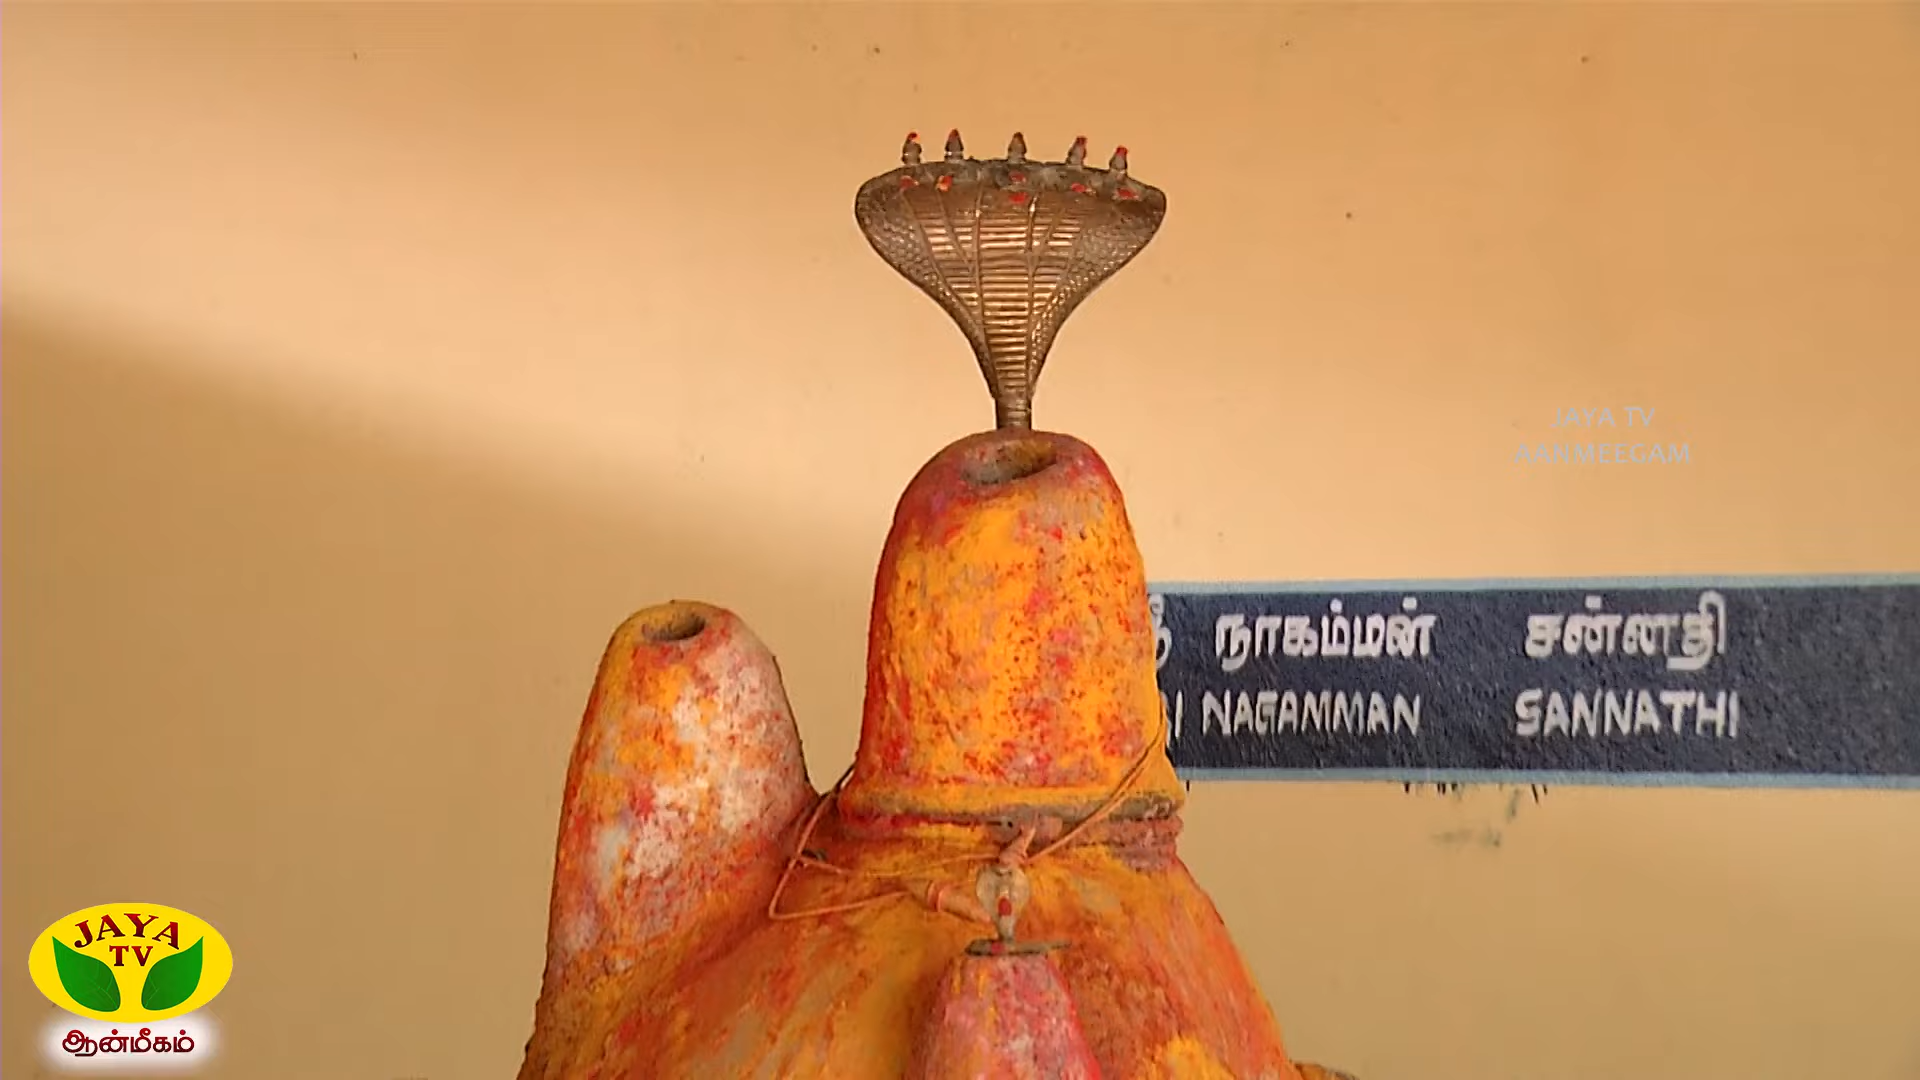 JAYA TV
AANMEEGAM
நாகம்மன் சன்னதி
NAGAMMAN SANNATHI
JAYA
TV
ஆன்மீகம்